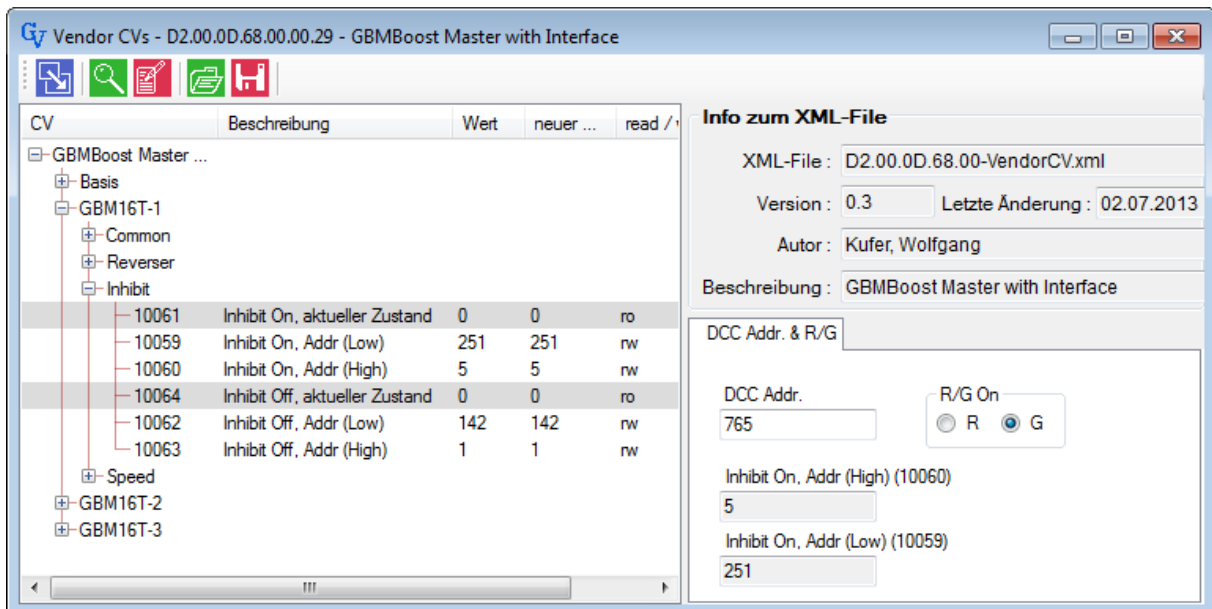 Vendor CVs - D2.00.0D.68.00.00.29 - GBMBoost Master with Interface
CV Beschreibung Wert neuer ... read /
GBMBoost Master ...
Basis
GBM16T-1
Common
Reverser
Inhibit
10061 Inhibit On, aktueller Zustand 0 0 ro
10059 Inhibit On, Addr (Low) 251 251 rw
10060 Inhibit On, Addr (High) 5 5 rw
10064 Inhibit Off, aktueller Zustand 0 0 ro
10062 Inhibit Off, Addr (Low) 142 142 rw
10063 Inhibit Off, Addr (High) 1 1 rw
Speed
GBM16T-2
GBM16T-3
Info zum XML-File
XML-File : D2.00.0D.68.00-VendorCV.xml
Version : 0.3 Letzte Änderung : 02.07.2013
Autor : Kufer, Wolfgang
Beschreibung : GBMBoost Master with Interface
DCC Addr. & R/G
DCC Addr. R/G On
765 R G
Inhibit On, Addr (High) (10060)
5
Inhibit On, Addr (Low) (10059)
251